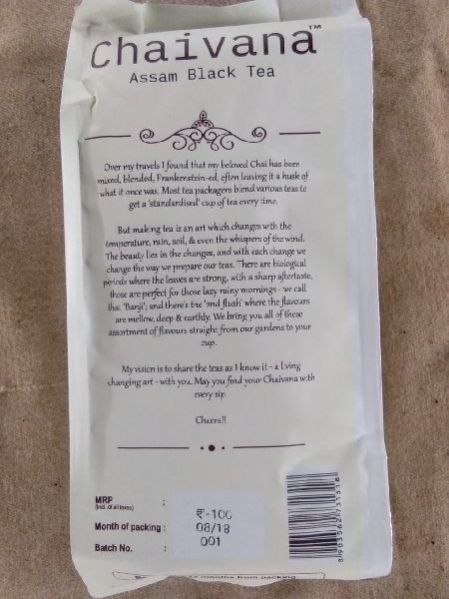 Chaivana™
Assam Black Tea
Over my travels I found that my beloved Chai has been
mixed, blended, Frankenstein-ed, often leaving it a husk of
what it once was. Most tea packagers blend various teas to
get a 'standardised' cup of tea every time.
But making tea is an art which changes with the
temperature, rain, soil, & even the whispers of the wind.
The beauty lies in the changes, and with each change we
change the way we prepare our teas. There are biological
periods where the leaves are strong, with a sharp aftertaste,
these are perfect for those lazy rainy mornings - we call
this 'Banji'; and there's the '2nd flush' where the flavours
are mellow, deep & earthly. We bring you all of these
assortment of flavours straight from our gardens to your
cup.
My vision is to share the teas as I know it - a living
changing art - with you. May you find your Chaivana with
every sip.
Cheers!!
MRP : ₹-100
(incl. of all taxes)
Month of packing : 08/18
Batch No. : 001
months from packing